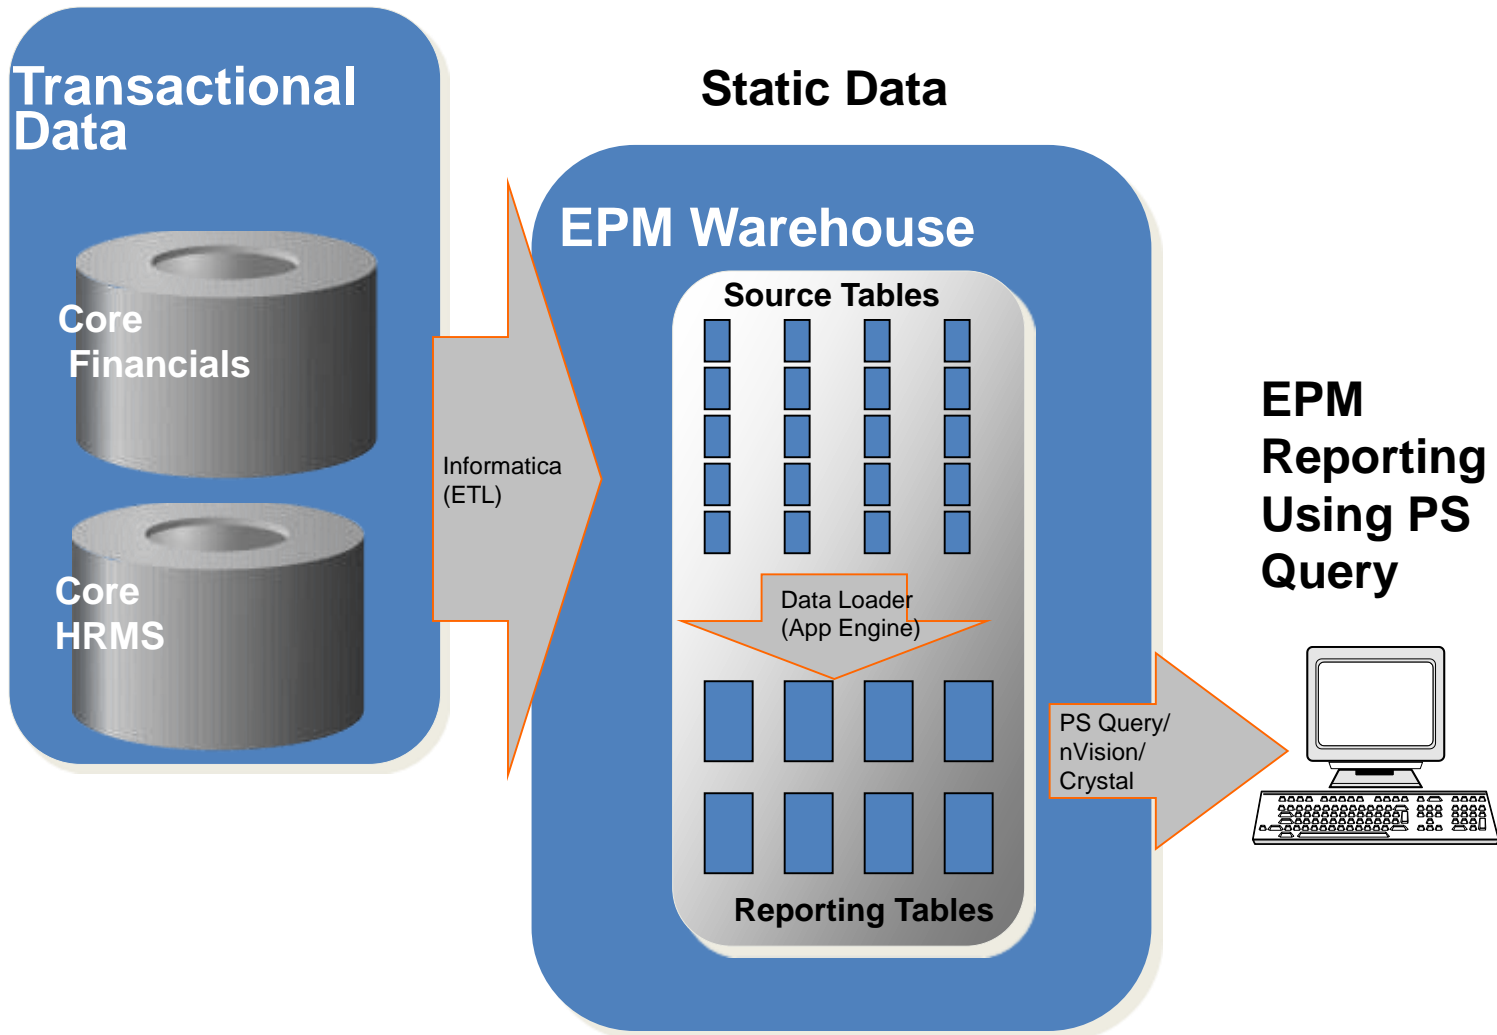 Transactional
Data
Core
Financials
Core
HRMS
Informatica
(ETL)
Static Data
EPM Warehouse
Source Tables
Data Loader
(App Engine)
Reporting Tables
PS Query/
nVision/
Crystal
EPM
Reporting
Using PS
Query